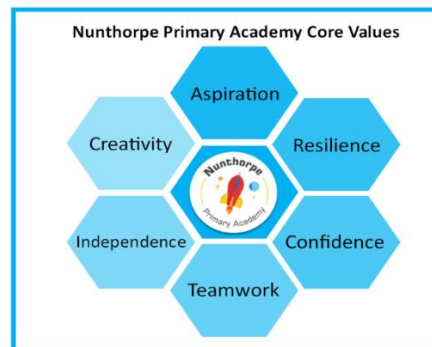 Nunthorpe Primary Academy Core Values
Aspiration
Creativity
Resilience
Nunthorpe
Primary Academy
Independence
Confidence
Teamwork